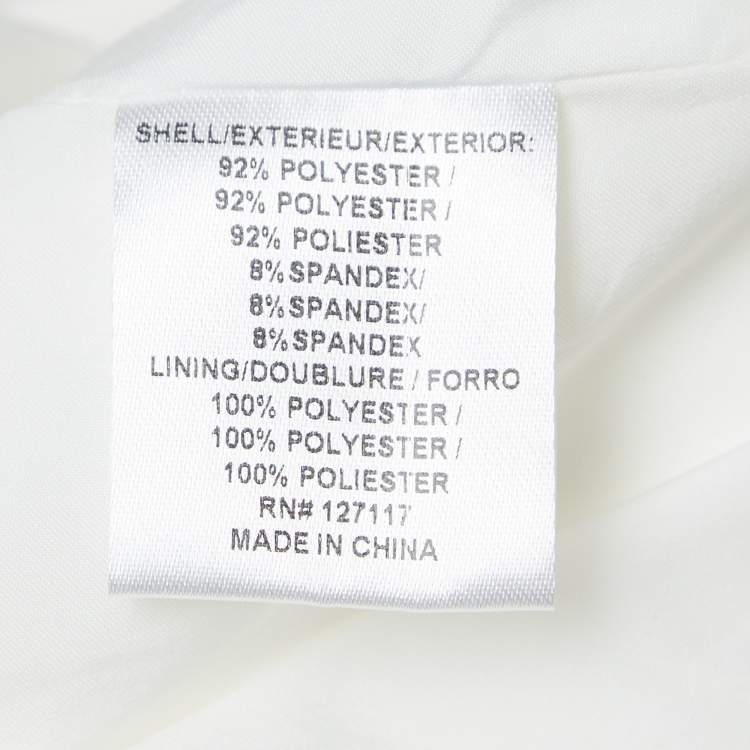 SHELL/EXTERIEUR/EXTERIOR:
92% POLYESTER /
92% POLYESTER /
92% POLIESTER
8% SPANDEX/
8% SPANDEX/
8% SPANDEX
LINING/DOUBLURE / FORRO
100% POLYESTER /
100% POLYESTER /
100% POLIESTER
RN# 127117
MADE IN CHINA